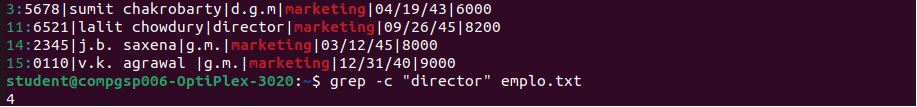 3:5678|sumit chakrobarty|d.g.m|marketing|04/19/43|6000
11:6521|lalit chowdury|director|marketing|09/26/45|8200
14:2345|j.b. saxena|g.m.|marketing|03/12/45|8000
15:0110|v.k. agrawal |g.m.|marketing|12/31/40|9000
student@compgsp006-OptiPlex-3020:~$ grep -c "director" emplo.txt
4